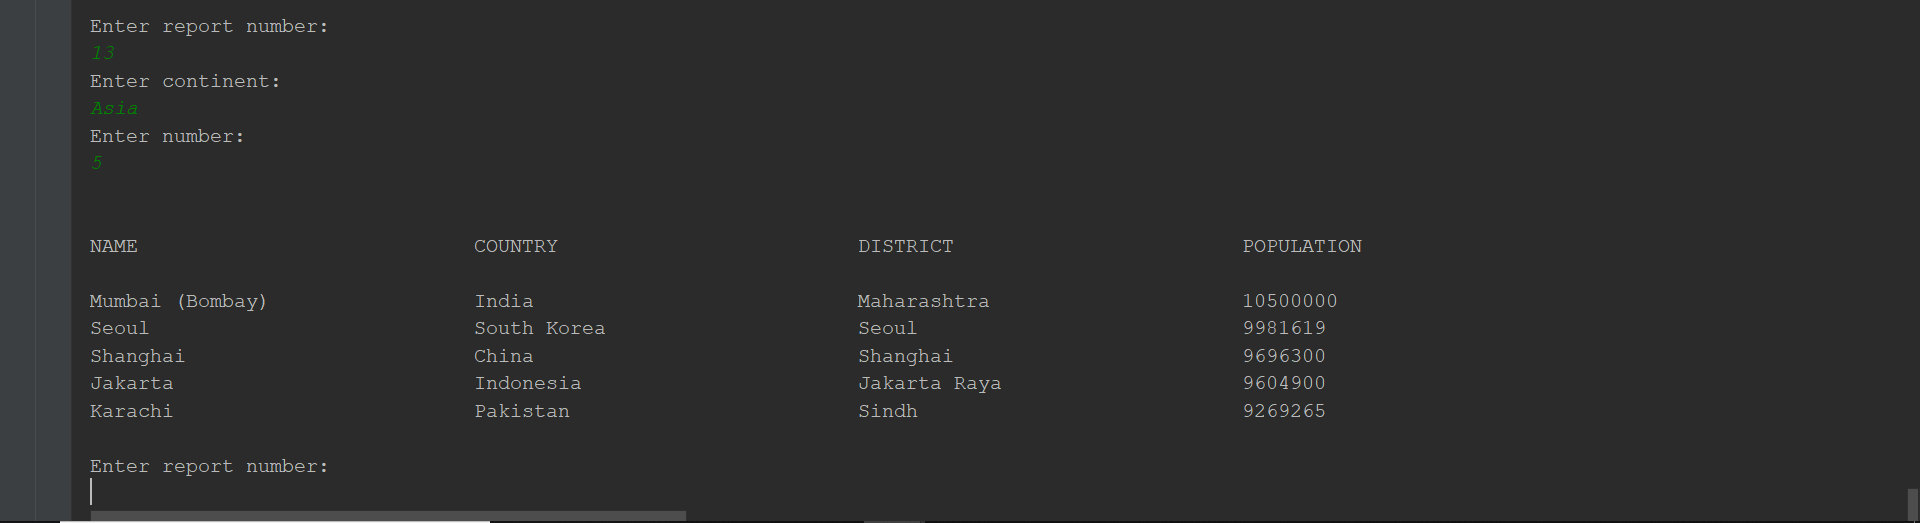 Enter report number:
13
Enter continent:
Asia
Enter number:
5
NAME COUNTRY DISTRICT POPULATION
Mumbai (Bombay) India Maharashtra 10500000
Seoul South Korea Seoul 9981619
Shanghai China Shanghai 9696300
Jakarta Indonesia Jakarta Raya 9604900
Karachi Pakistan Sindh 9269265
Enter report number: